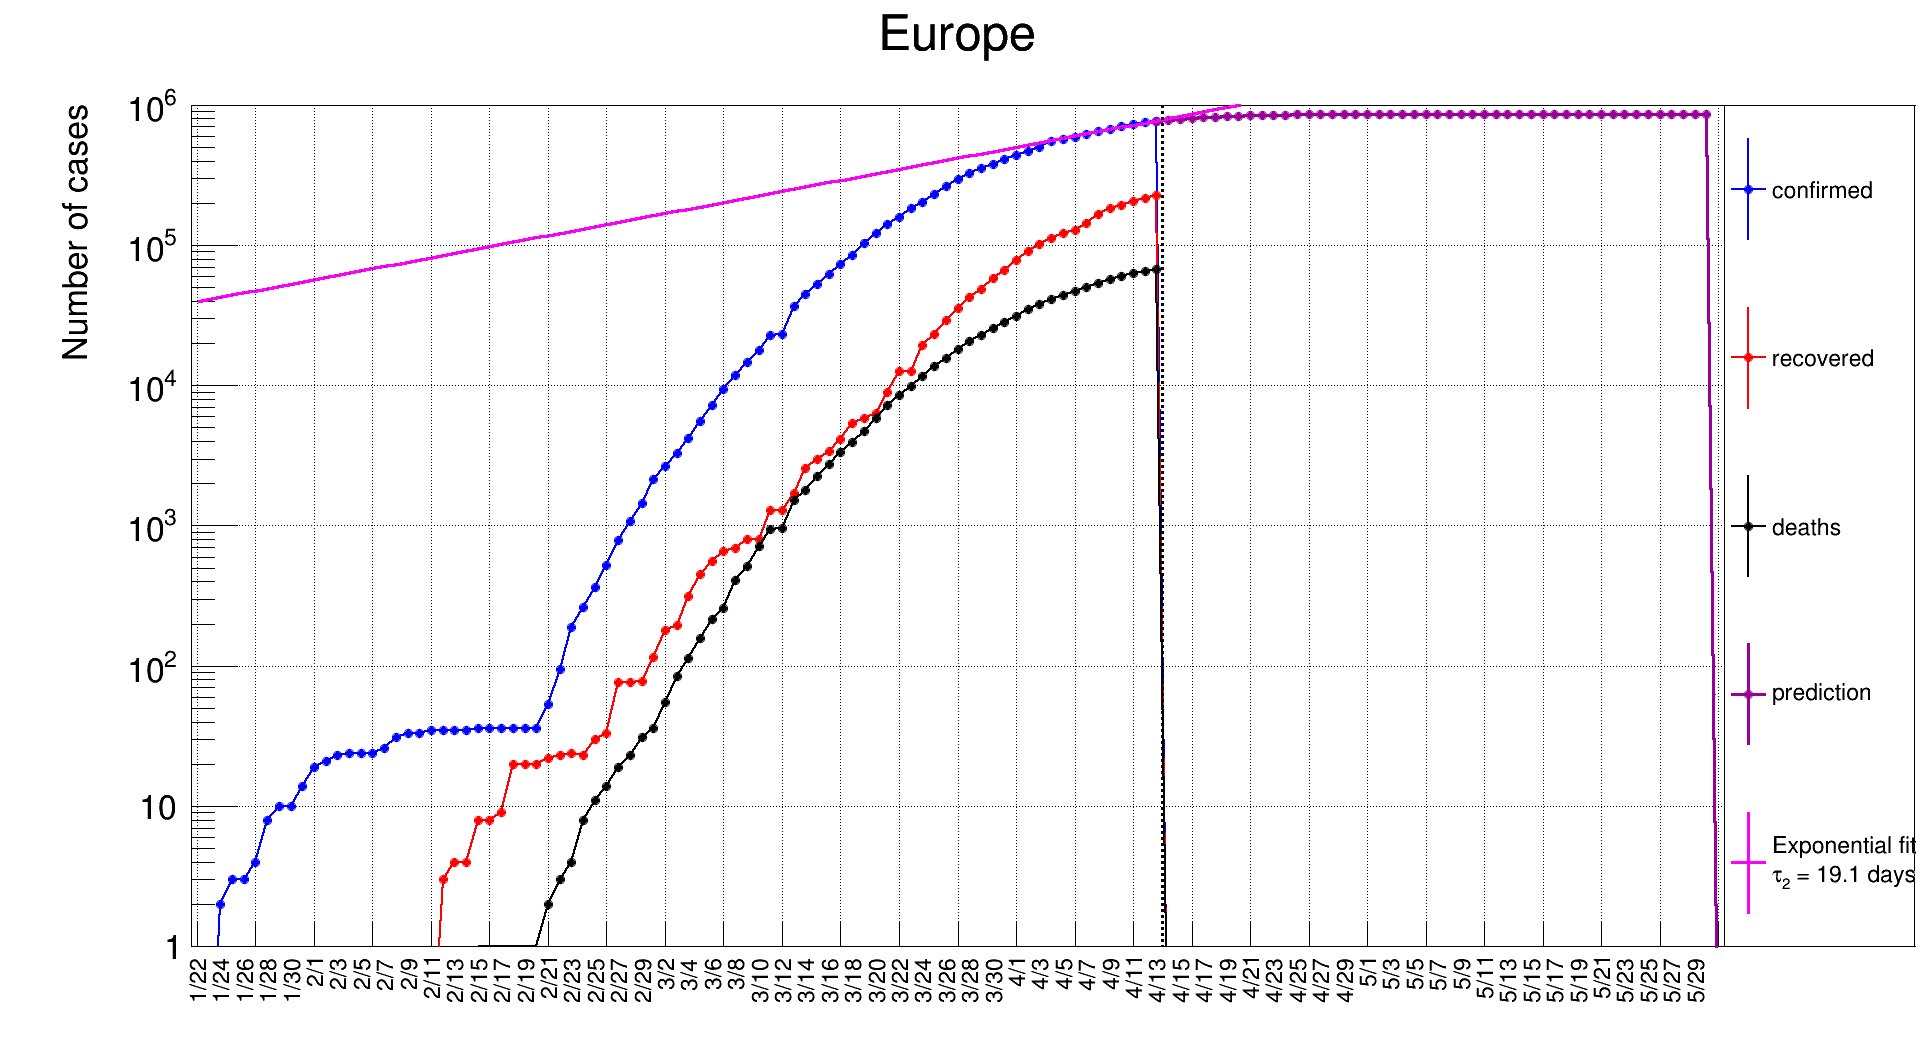 Europe
Number of cases
10^6
10^5
10^4
10^3
10^2
10
1
1/22 1/24 1/26 1/28 1/30 2/1 2/3 2/5 2/7 2/9 2/11 2/13 2/15 2/17 2/19 2/21 2/23 2/25 2/27 2/29 3/2 3/4 3/6 3/8 3/10 3/12 3/14 3/16 3/18 3/20 3/22 3/24 3/26 3/28 3/30 4/1 4/3 4/5 4/7 4/9 4/11 4/13 4/15 4/17 4/19 4/21 4/23 4/25 4/27 4/29 5/1 5/3 5/5 5/7 5/9 5/11 5/13 5/15 5/17 5/19 5/21 5/23 5/25 5/27 5/29
confirmed
recovered
deaths
prediction
Exponential fit
τ₂ = 19.1 days